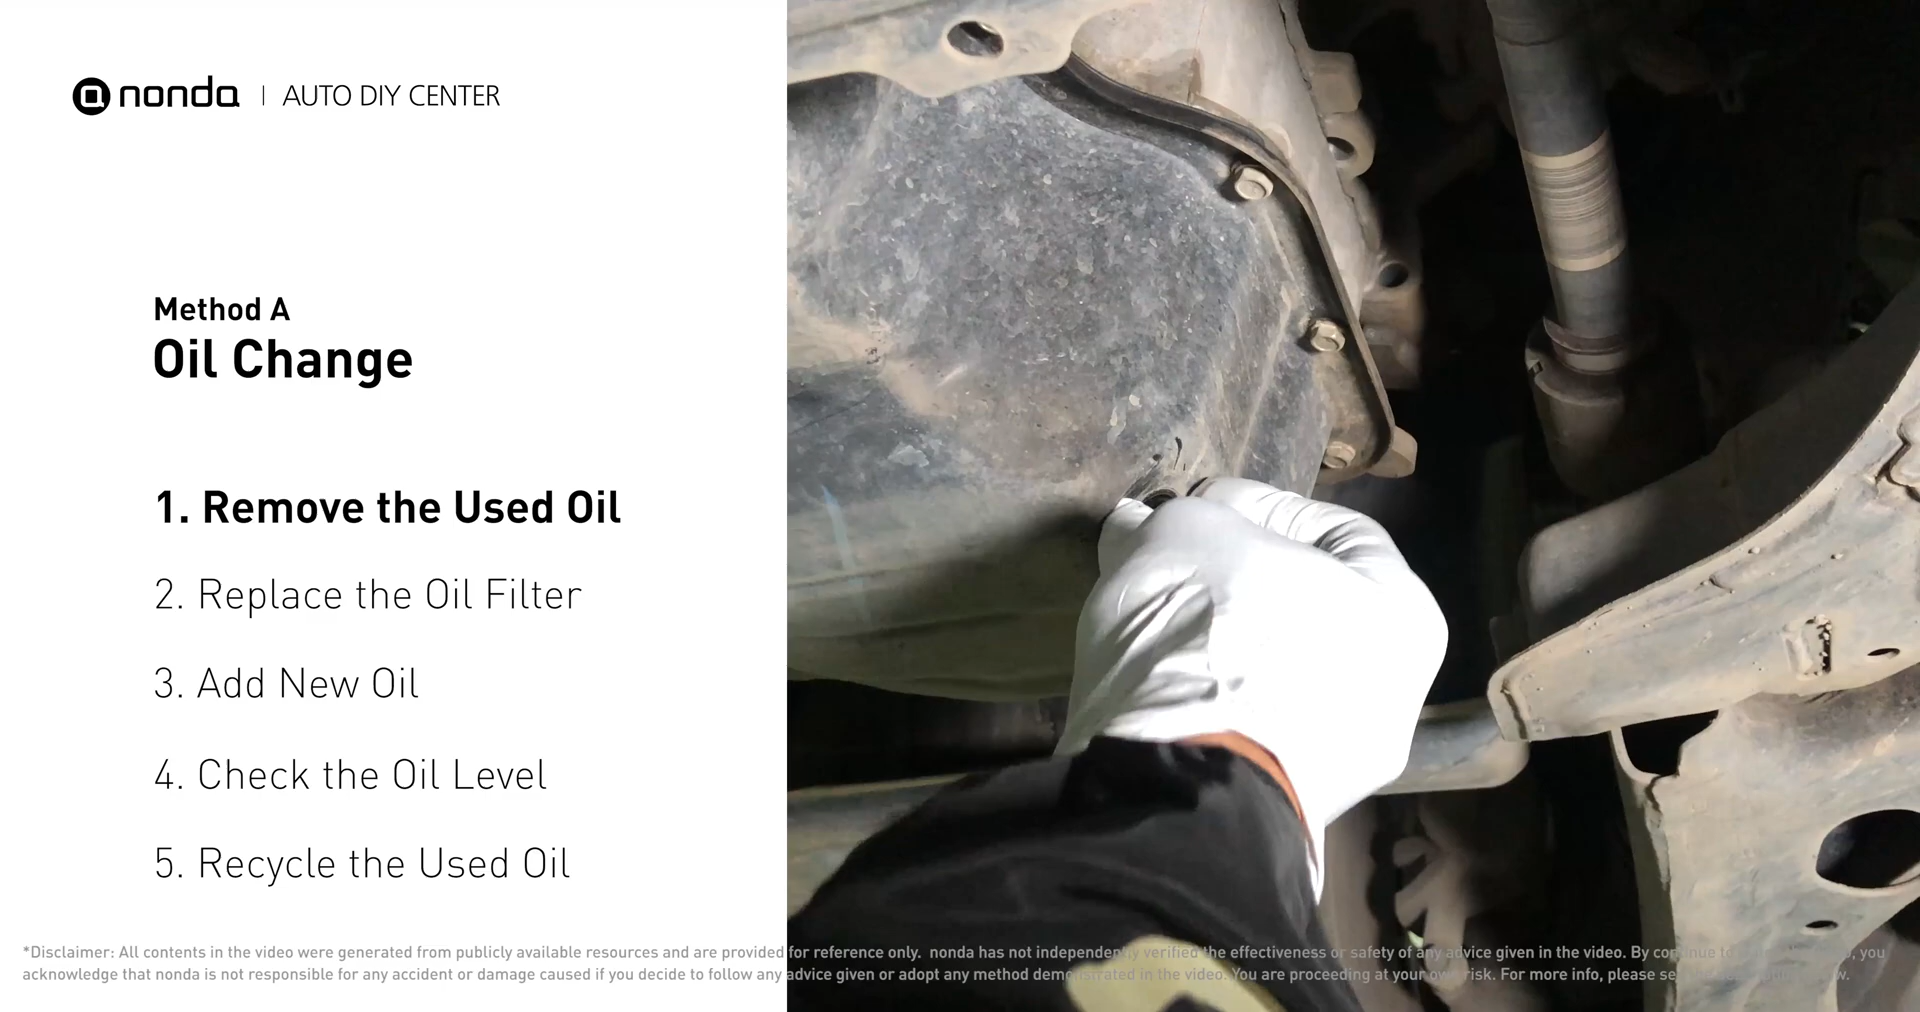 nonda | AUTO DIY CENTER
Method A
Oil Change
1. Remove the Used Oil
2. Replace the Oil Filter
3. Add New Oil
4. Check the Oil Level
5. Recycle the Used Oil
*Disclaimer: All contents in the video were generated from publicly available resources and are provided for reference only. nonda has not independently verified the effectiveness or safety of any advice given in the video. By continue to you
acknowledge that nonda is not responsible for any accident or damage caused if you decide to follow any advice given or adopt any method demonstrated in the video. You are proceeding at your own risk. For more info, please